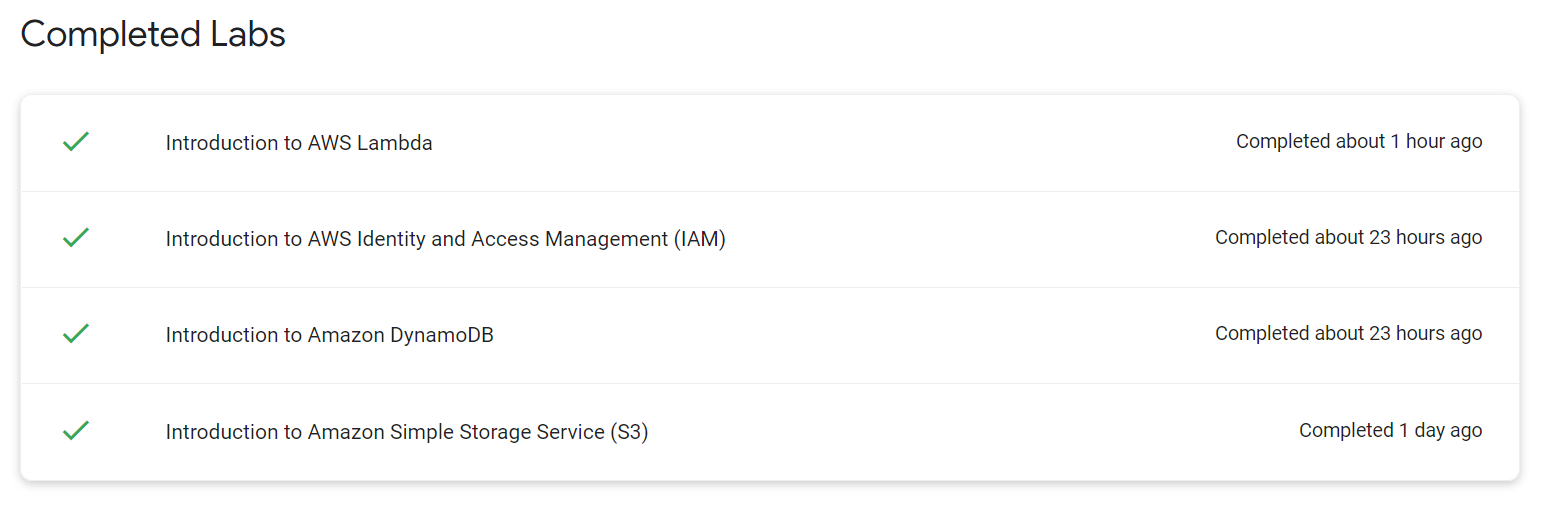 Completed Labs
Introduction to AWS Lambda Completed about 1 hour ago
Introduction to AWS Identity and Access Management (IAM) Completed about 23 hours ago
Introduction to Amazon DynamoDB Completed about 23 hours ago
Introduction to Amazon Simple Storage Service (S3) Completed 1 day ago